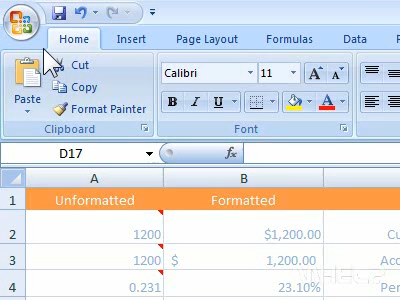 Home Insert Page Layout Formulas Data
Cut
Copy
Format Painter
Paste
Clipboard
Calibri 11 A A
B I U A
Font
D17 fx
A B
1 Unformatted Formatted
2 1200 $1,200.00 Cu
3 1200 $ 1,200.00 Acc
4 0.231 23.10% Per